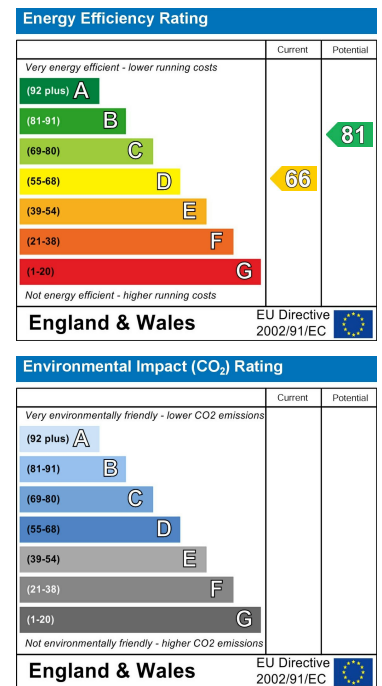 Energy Efficiency Rating
Current Potential
Very energy efficient - lower running costs
(92 plus) A
(81-91) B
81
(69-80) C
(55-68) D
66
(39-54) E
(21-38) F
(1-20) G
Not energy efficient - higher running costs
England & Wales
EU Directive
2002/91/EC
Environmental Impact (CO₂) Rating
Current Potential
Very environmentally friendly - lower CO2 emissions
(92 plus) A
(81-91) B
(69-80) C
(55-68) D
(39-54) E
(21-38) F
(1-20) G
Not environmentally friendly - higher CO2 emissions
England & Wales
EU Directive
2002/91/EC